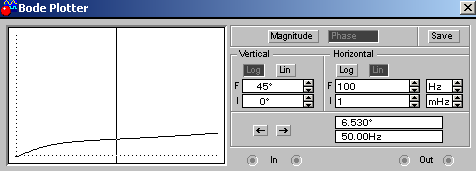 Bode Plotter
Magnitude Phase Save
Vertical Horizontal
Log Lin Log Lin
F 45° F 100 Hz
I 0° I 1 mHz
6.530°
50.00Hz
In Out